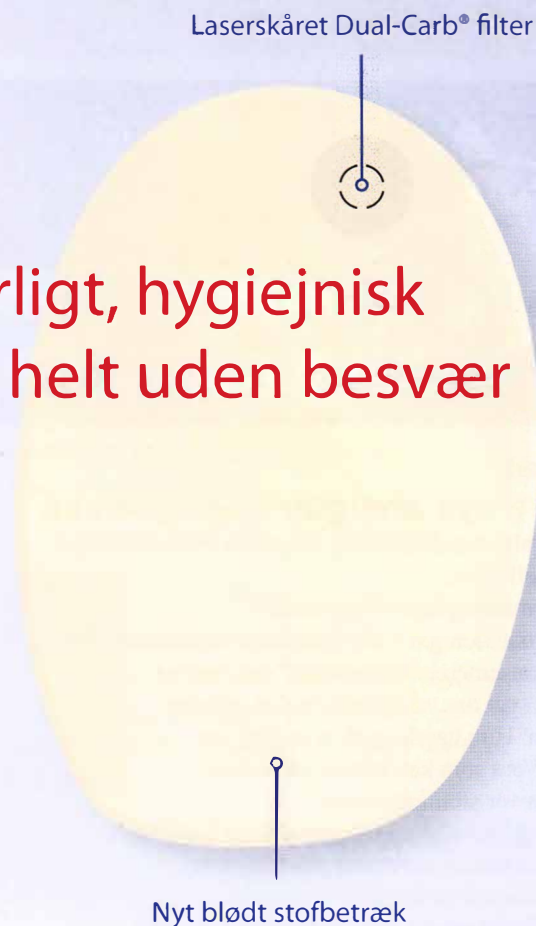 Laserskåret Dual-Carb® filter
rligt, hygiejnisk
helt uden besvær
Nyt blødt stofbetræk